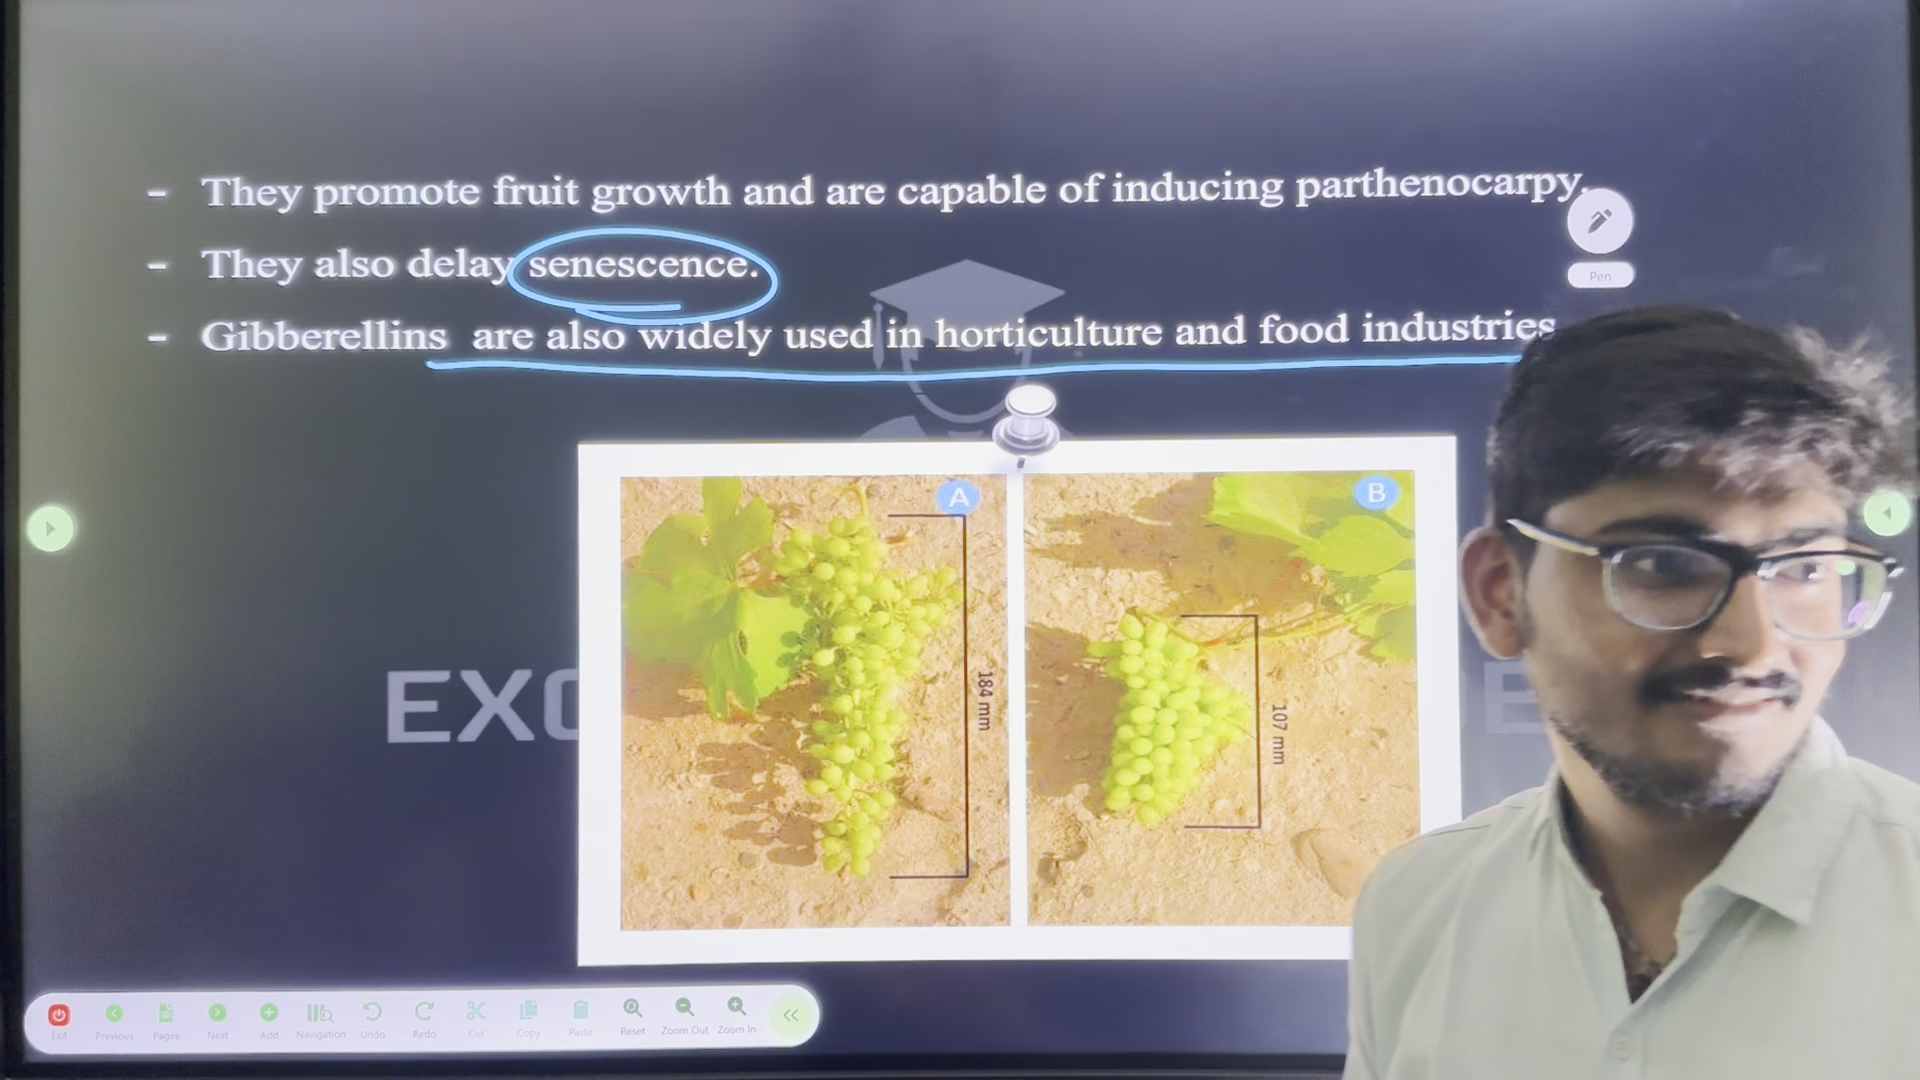 - They promote fruit growth and are capable of inducing parthenocarpy.
- They also delay senescence.
- Gibberellins are also widely used in horticulture and food industries
Pen
A
B
184 mm
107 mm
Exit Previous Pages Next Add Navigation Undo Redo Cut Copy Paste Reset Zoom Out Zoom In